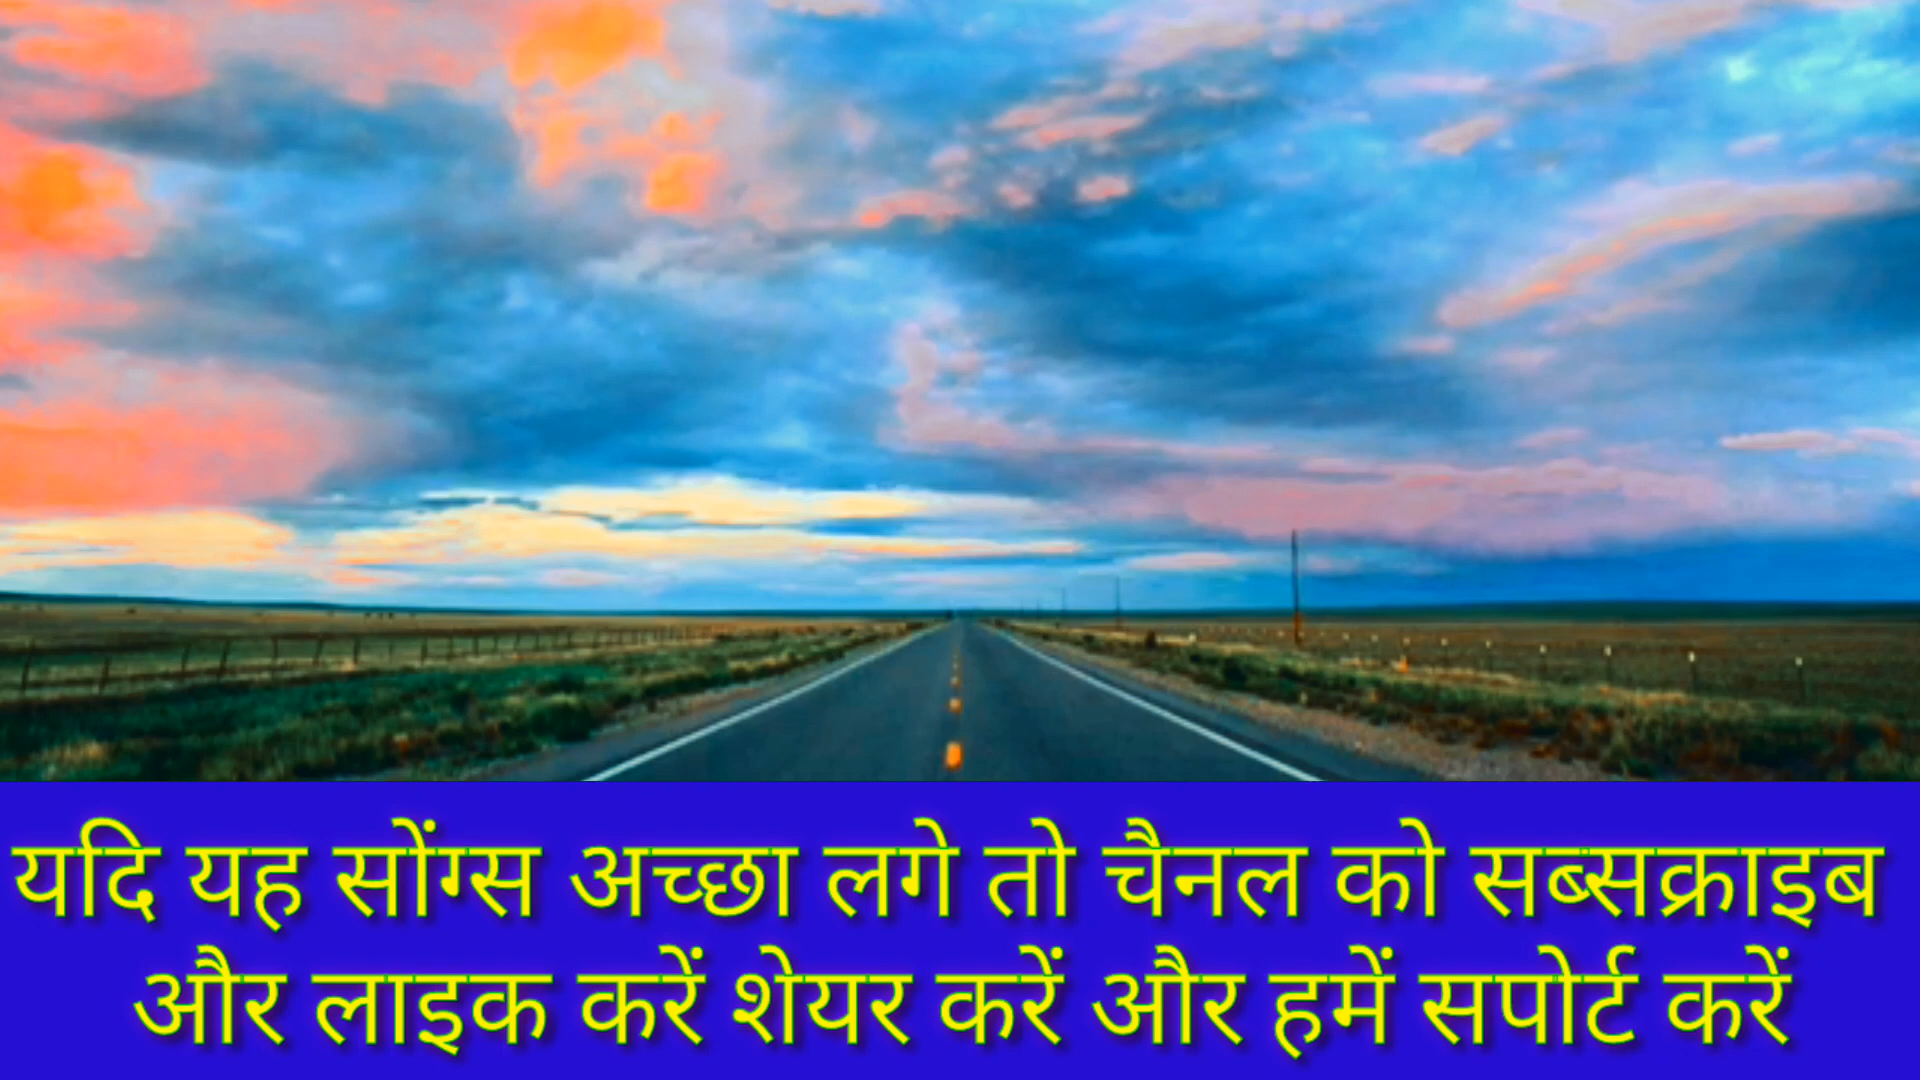 यदि यह सोंग्स अच्छा लगे तो चैनल को सब्सक्राइब
और लाइक करें शेयर करें और हमें सपोर्ट करें